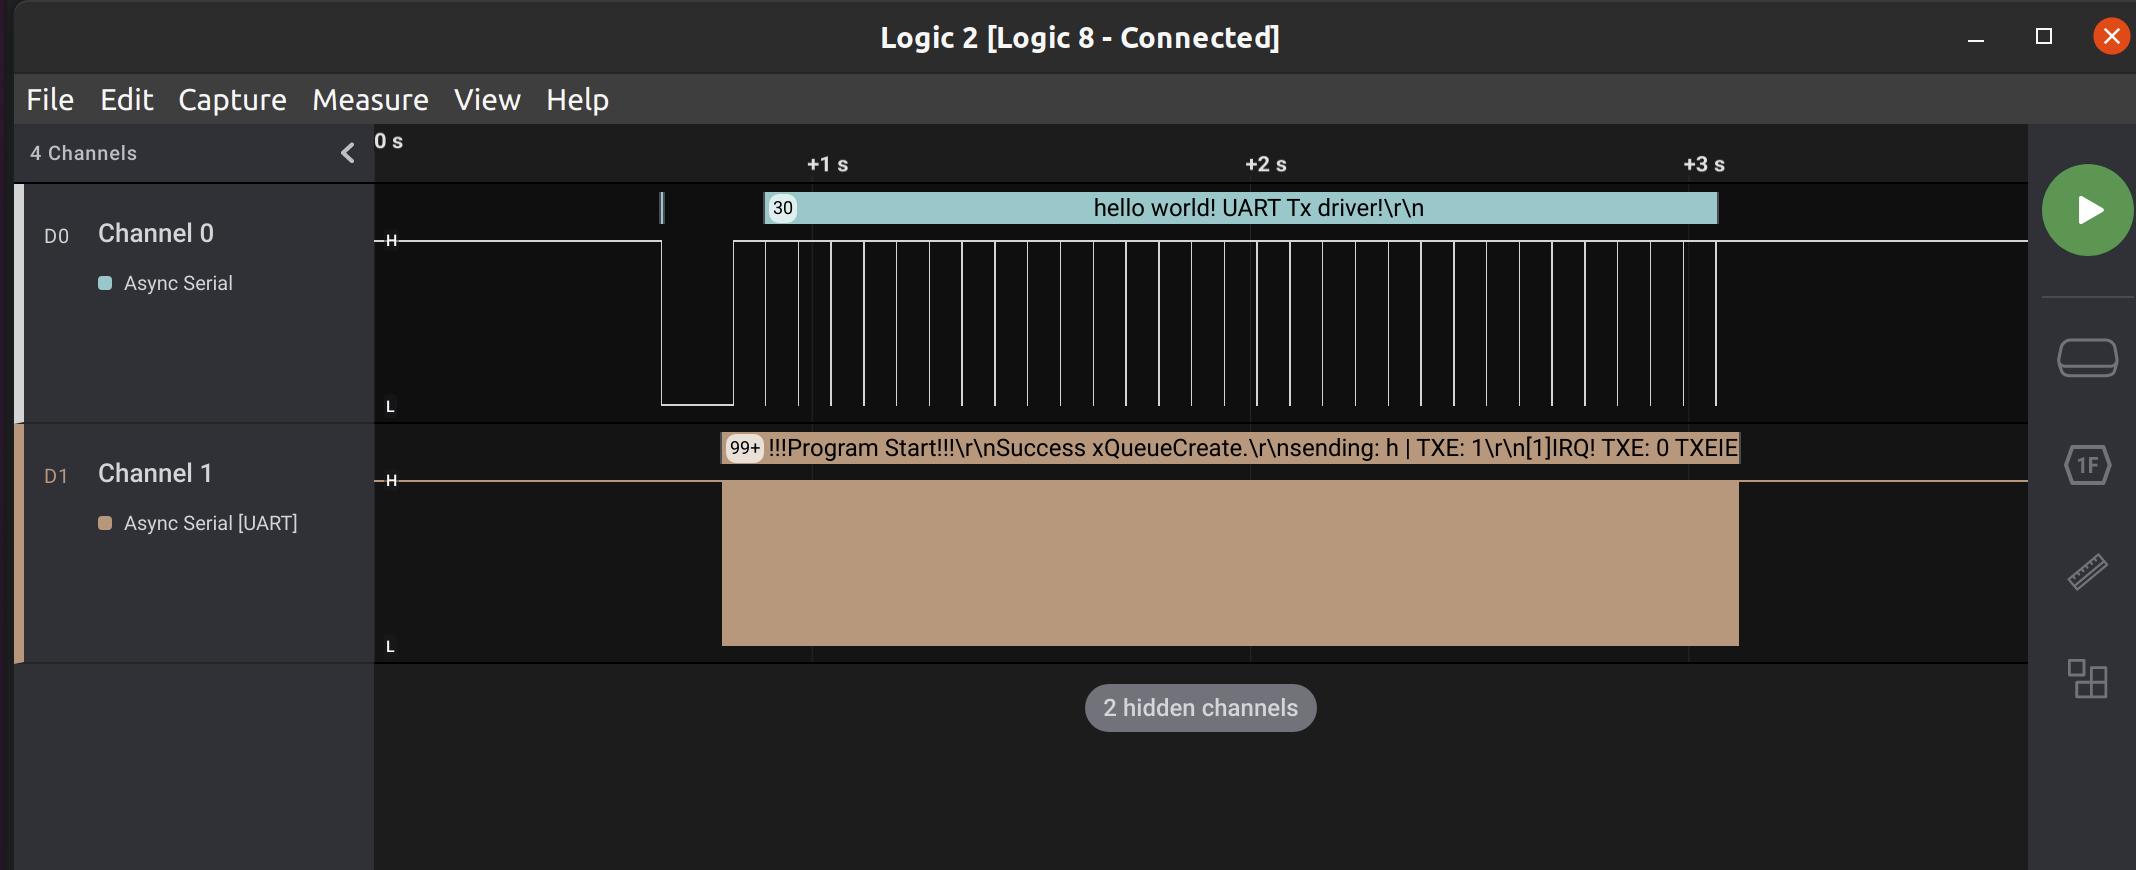 Logic 2 [Logic 8 - Connected]
File Edit Capture Measure View Help
4 Channels
0 s
+1 s +2 s +3 s
D0 Channel 0
Async Serial
30 hello world! UART Tx driver!\r\n
H
L
D1 Channel 1
Async Serial [UART]
99+ !!!Program Start!!!\r\nSuccess xQueueCreate.\r\nsending: h | TXE: 1\r\n[1]IRQ! TXE: 0 TXEIE
H
L
1F
2 hidden channels